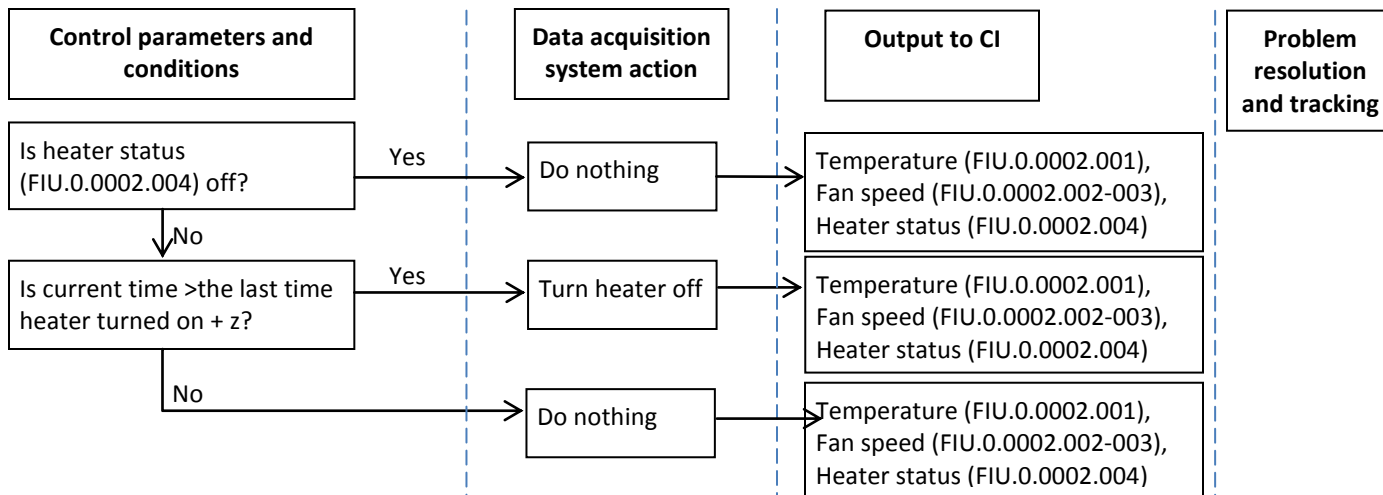 Control parameters and
conditions
Data acquisition
system action
Output to CI
Problem
resolution
and tracking
Is heater status
(FIU.0.0002.004) off?
Yes
Do nothing
Temperature (FIU.0.0002.001),
Fan speed (FIU.0.0002.002-003),
Heater status (FIU.0.0002.004)
No
Is current time >the last time
heater turned on + z?
Yes
Turn heater off
Temperature (FIU.0.0002.001),
Fan speed (FIU.0.0002.002-003),
Heater status (FIU.0.0002.004)
No
Do nothing
Temperature (FIU.0.0002.001),
Fan speed (FIU.0.0002.002-003),
Heater status (FIU.0.0002.004)